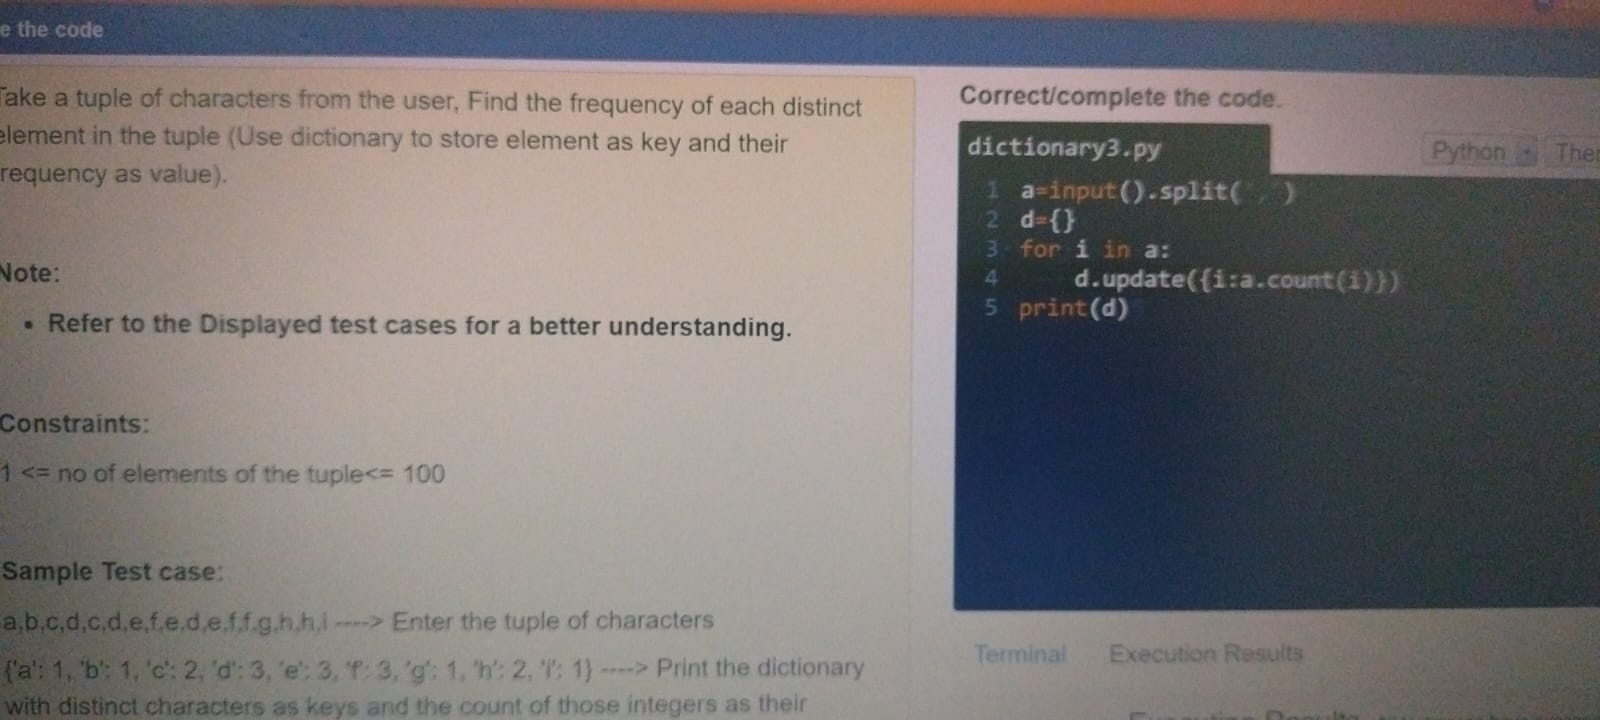 e the code
Take a tuple of characters from the user, Find the frequency of each distinct
element in the tuple (Use dictionary to store element as key and their
requency as value).
Note:
• Refer to the Displayed test cases for a better understanding.
Constraints:
1 <= no of elements of the tuple<= 100
Sample Test case:
a,b,c,d,c,d,e,f,e,d,e,f,f,g,h,h,i ----> Enter the tuple of characters
{'a': 1, 'b': 1, 'c': 2, 'd': 3, 'e': 3, 'f': 3, 'g': 1, 'h': 2, 'i': 1} ----> Print the dictionary
with distinct characters as keys and the count of those integers as their
Correct/complete the code.
dictionary3.py
Python
1 a=input().split(',')
2 d={}
3 for i in a:
4 d.update({i:a.count(i)})
5 print(d)
Terminal Execution Results